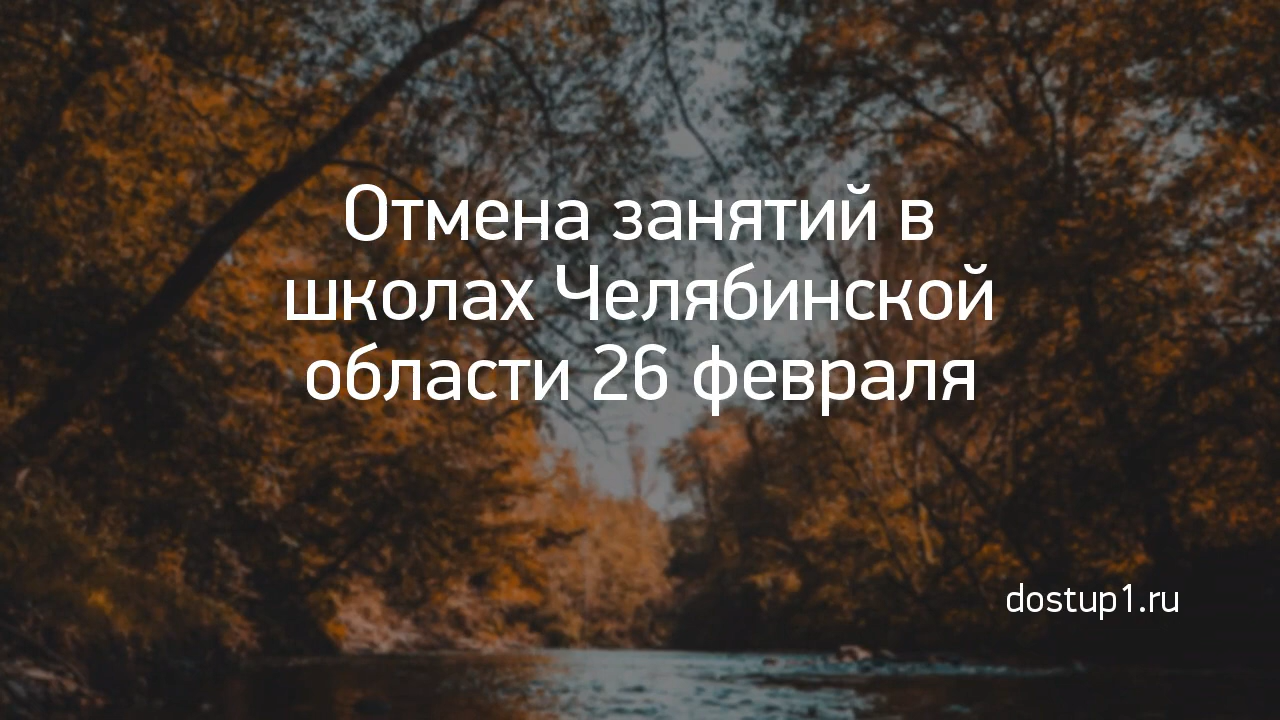 Отмена занятий в
школах Челябинской
области 26 февраля
dostup1.ru